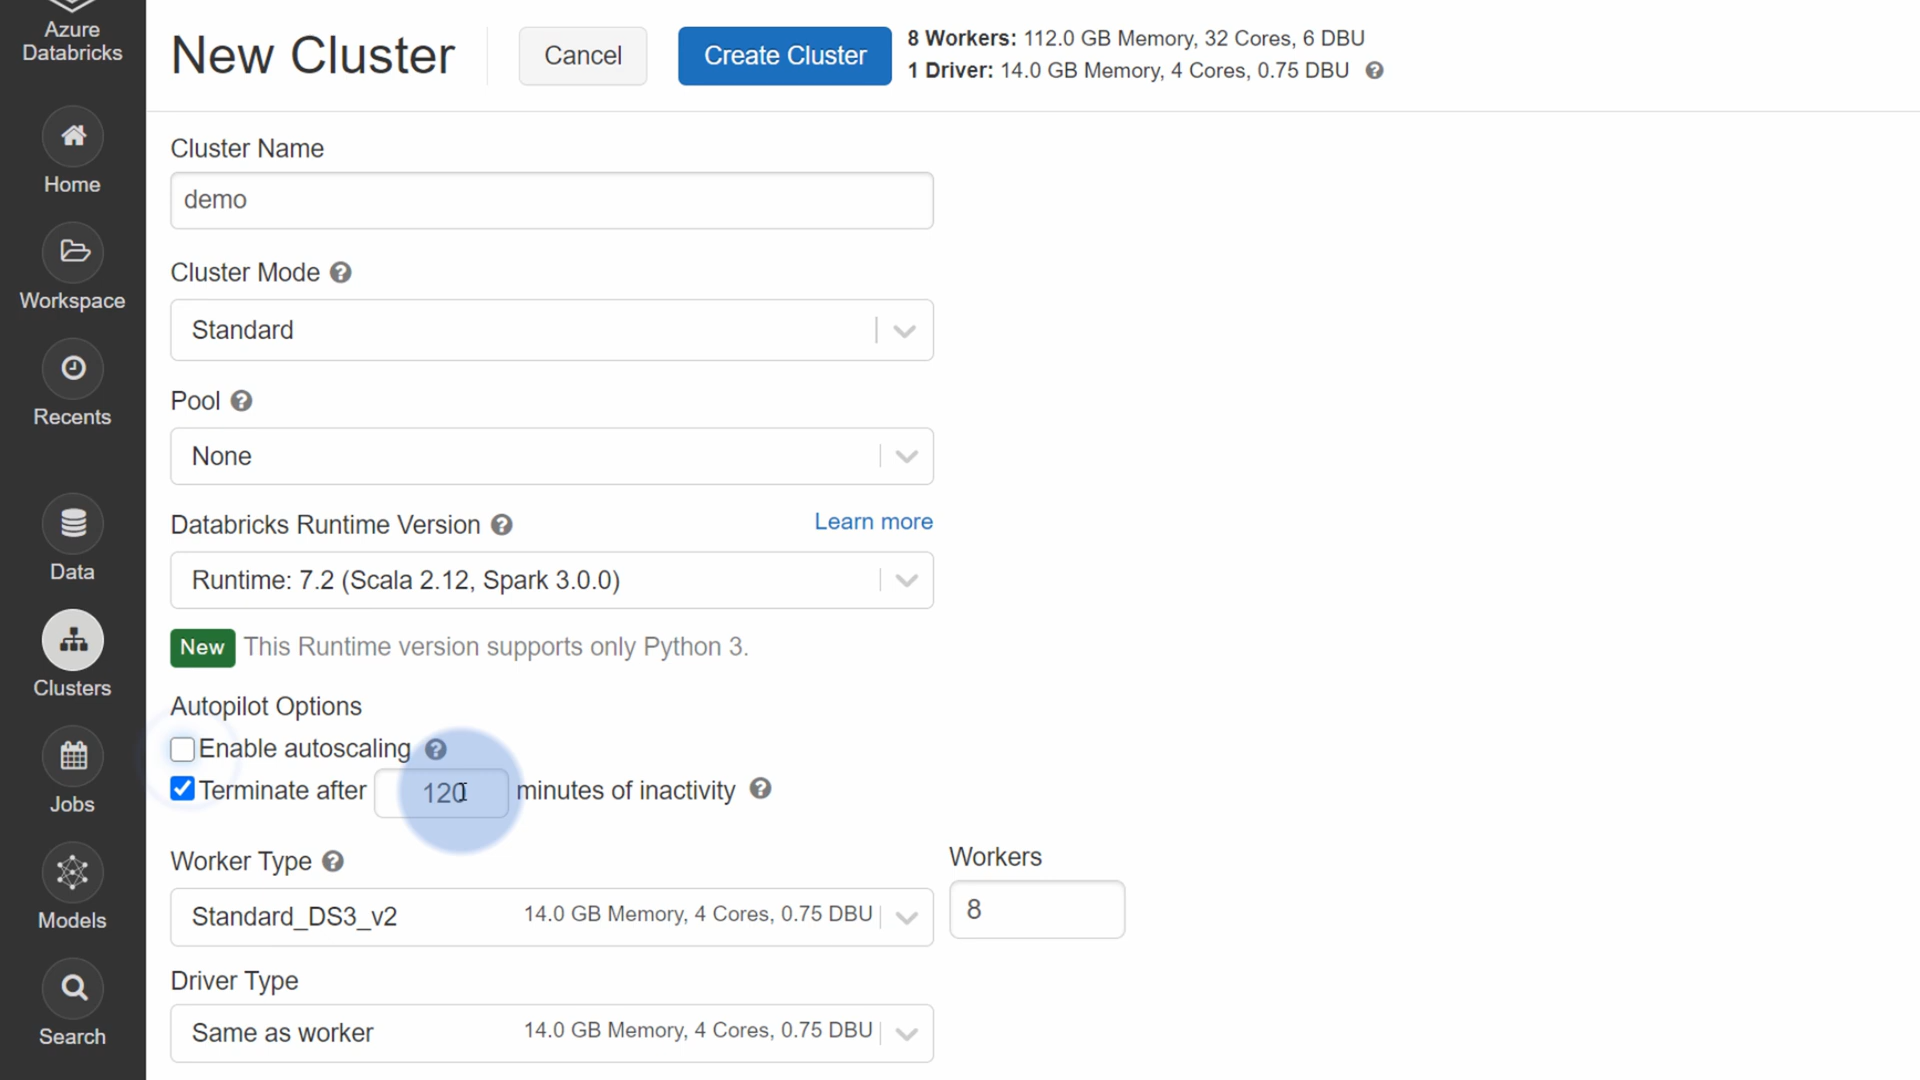 Azure
Databricks
Home
Workspace
Recents
Data
Clusters
Jobs
Models
Search
New Cluster
Cancel
Create Cluster
8 Workers: 112.0 GB Memory, 32 Cores, 6 DBU
1 Driver: 14.0 GB Memory, 4 Cores, 0.75 DBU ?
Cluster Name
demo
Cluster Mode ?
Standard
Pool ?
None
Databricks Runtime Version ?
Learn more
Runtime: 7.2 (Scala 2.12, Spark 3.0.0)
New This Runtime version supports only Python 3.
Autopilot Options
Enable autoscaling ?
Terminate after 120 minutes of inactivity ?
Worker Type ?
Workers
Standard_DS3_v2 14.0 GB Memory, 4 Cores, 0.75 DBU
8
Driver Type
Same as worker 14.0 GB Memory, 4 Cores, 0.75 DBU